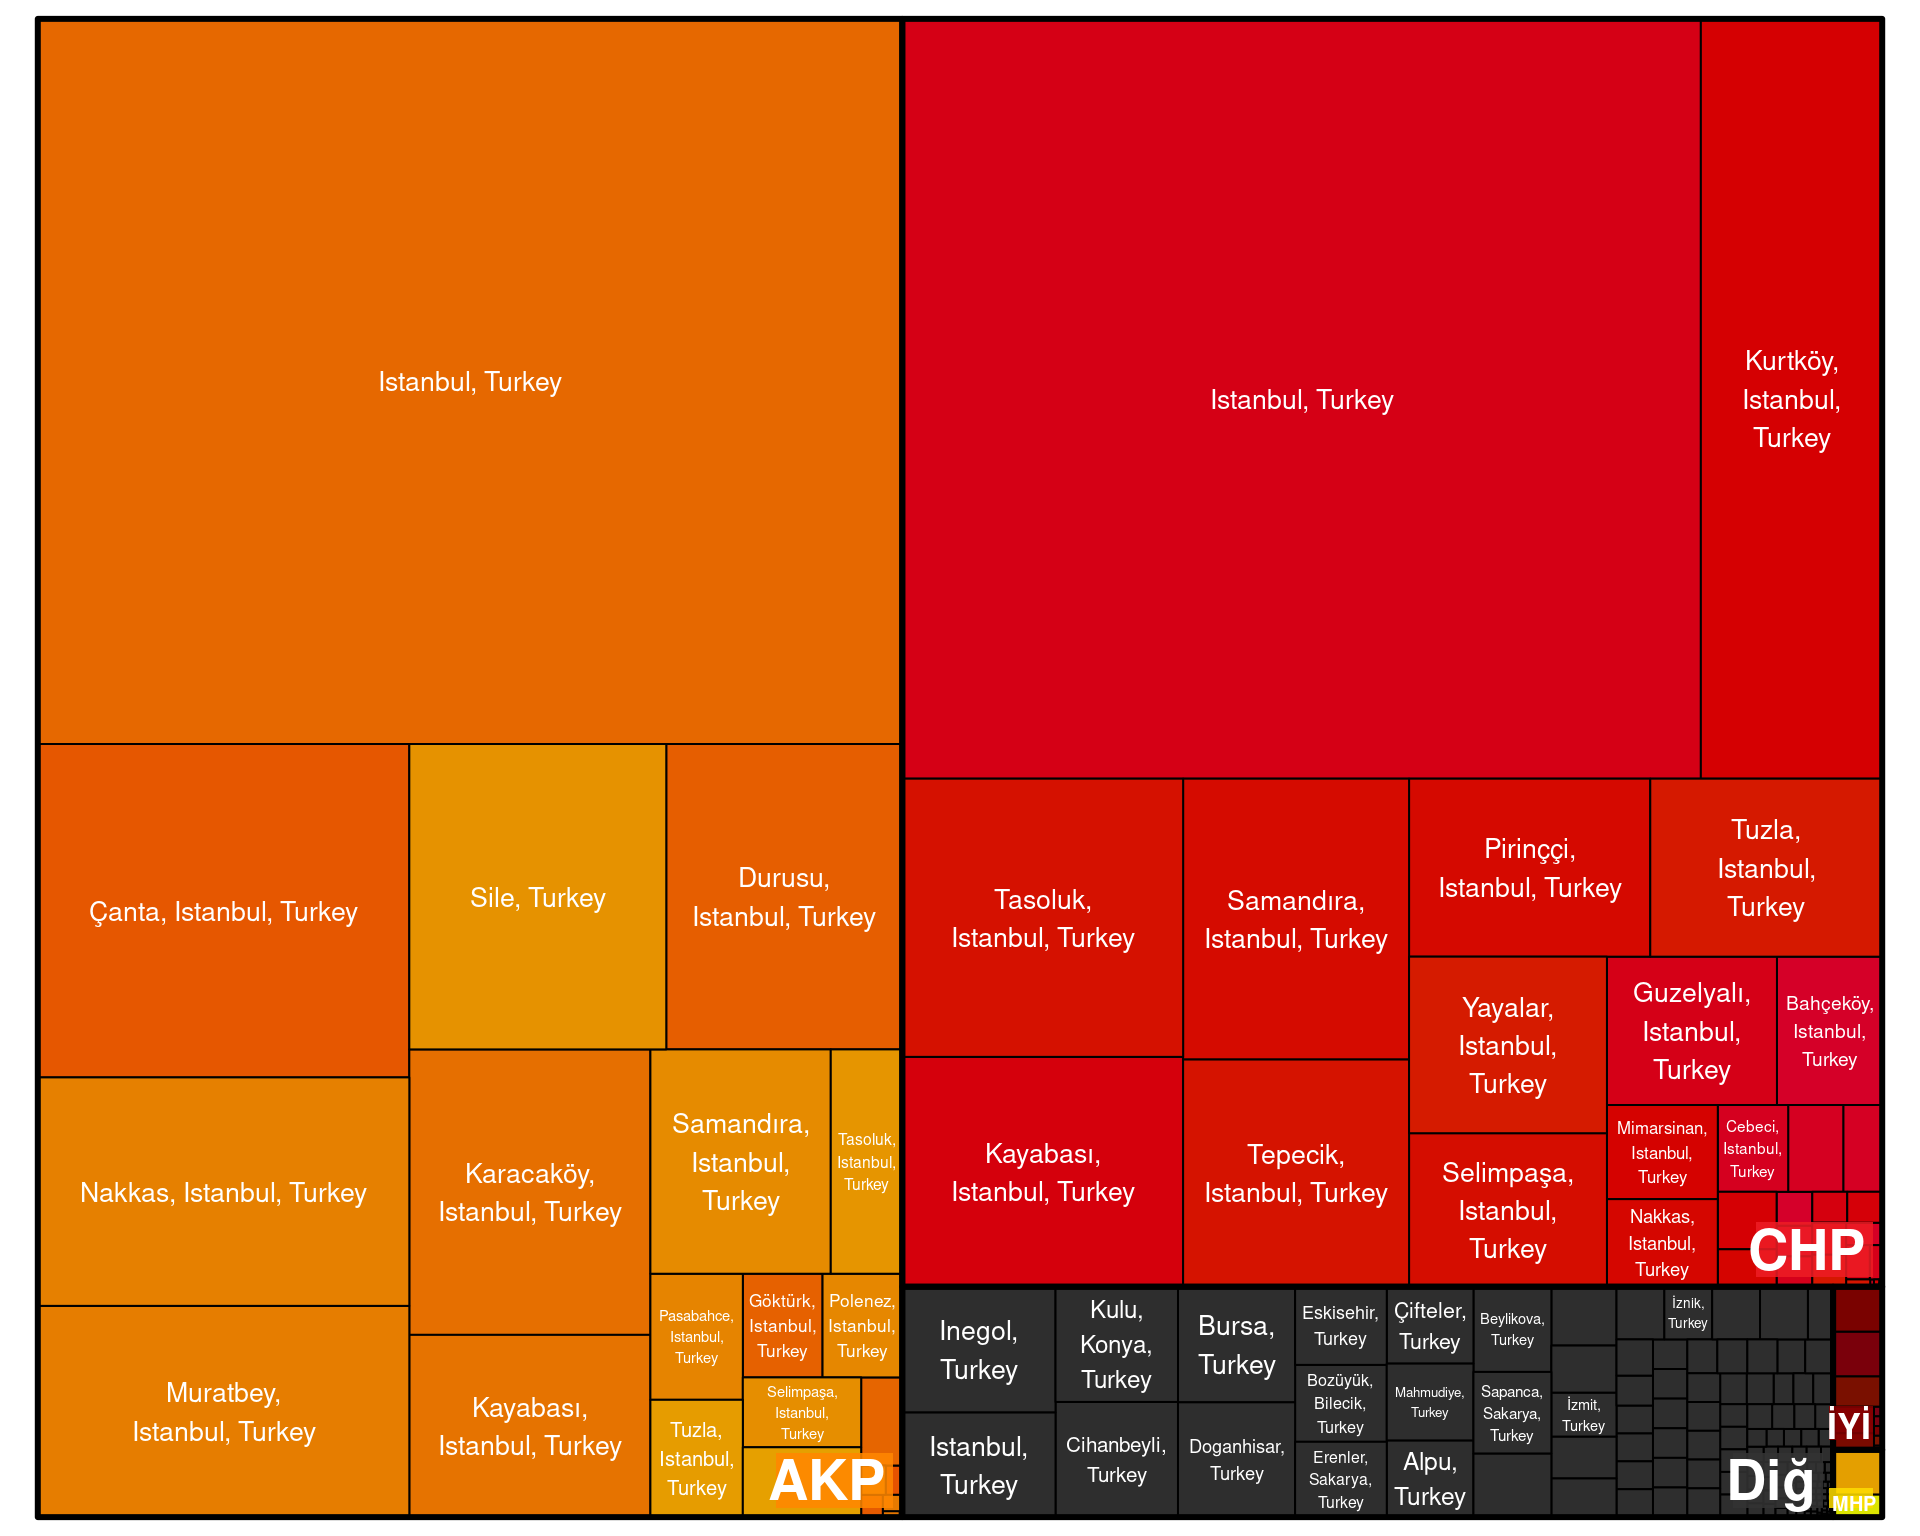 Istanbul, Turkey
Çanta, Istanbul, Turkey
Sile, Turkey
Durusu,
Istanbul, Turkey
Nakkas, Istanbul, Turkey
Karacaköy,
Istanbul, Turkey
Samandıra,
Istanbul,
Turkey
Tasoluk,
Istanbul,
Turkey
Muratbey,
Istanbul, Turkey
Kayabası,
Istanbul, Turkey
Pasabahce,
Istanbul,
Turkey
Göktürk,
Istanbul,
Turkey
Polenez,
Istanbul,
Turkey
Tuzla,
Istanbul,
Turkey
Selimpaşa,
Istanbul,
Turkey
AKP
Istanbul, Turkey
Kurtköy,
Istanbul,
Turkey
Tasoluk,
Istanbul, Turkey
Samandıra,
Istanbul, Turkey
Pirinççi,
Istanbul, Turkey
Tuzla,
Istanbul,
Turkey
Kayabası,
Istanbul, Turkey
Tepecik,
Istanbul, Turkey
Yayalar,
Istanbul,
Turkey
Guzelyalı,
Istanbul,
Turkey
Bahçeköy,
Istanbul,
Turkey
Selimpaşa,
Istanbul,
Turkey
Mimarsinan,
Istanbul,
Turkey
Cebeci,
Istanbul,
Turkey
Nakkas,
Istanbul,
Turkey
CHP
Inegol,
Turkey
Istanbul,
Turkey
Kulu,
Konya,
Turkey
Cihanbeyli,
Turkey
Bursa,
Turkey
Doganhisar,
Turkey
Eskisehir,
Turkey
Bozüyük,
Bilecik,
Turkey
Erenler,
Sakarya,
Turkey
Çifteler,
Turkey
Mahmudiye,
Turkey
Alpu,
Turkey
Beylikova,
Turkey
Sapanca,
Sakarya,
Turkey
İzmit,
Turkey
İznik,
Turkey
Diğ
İYİ
MHP